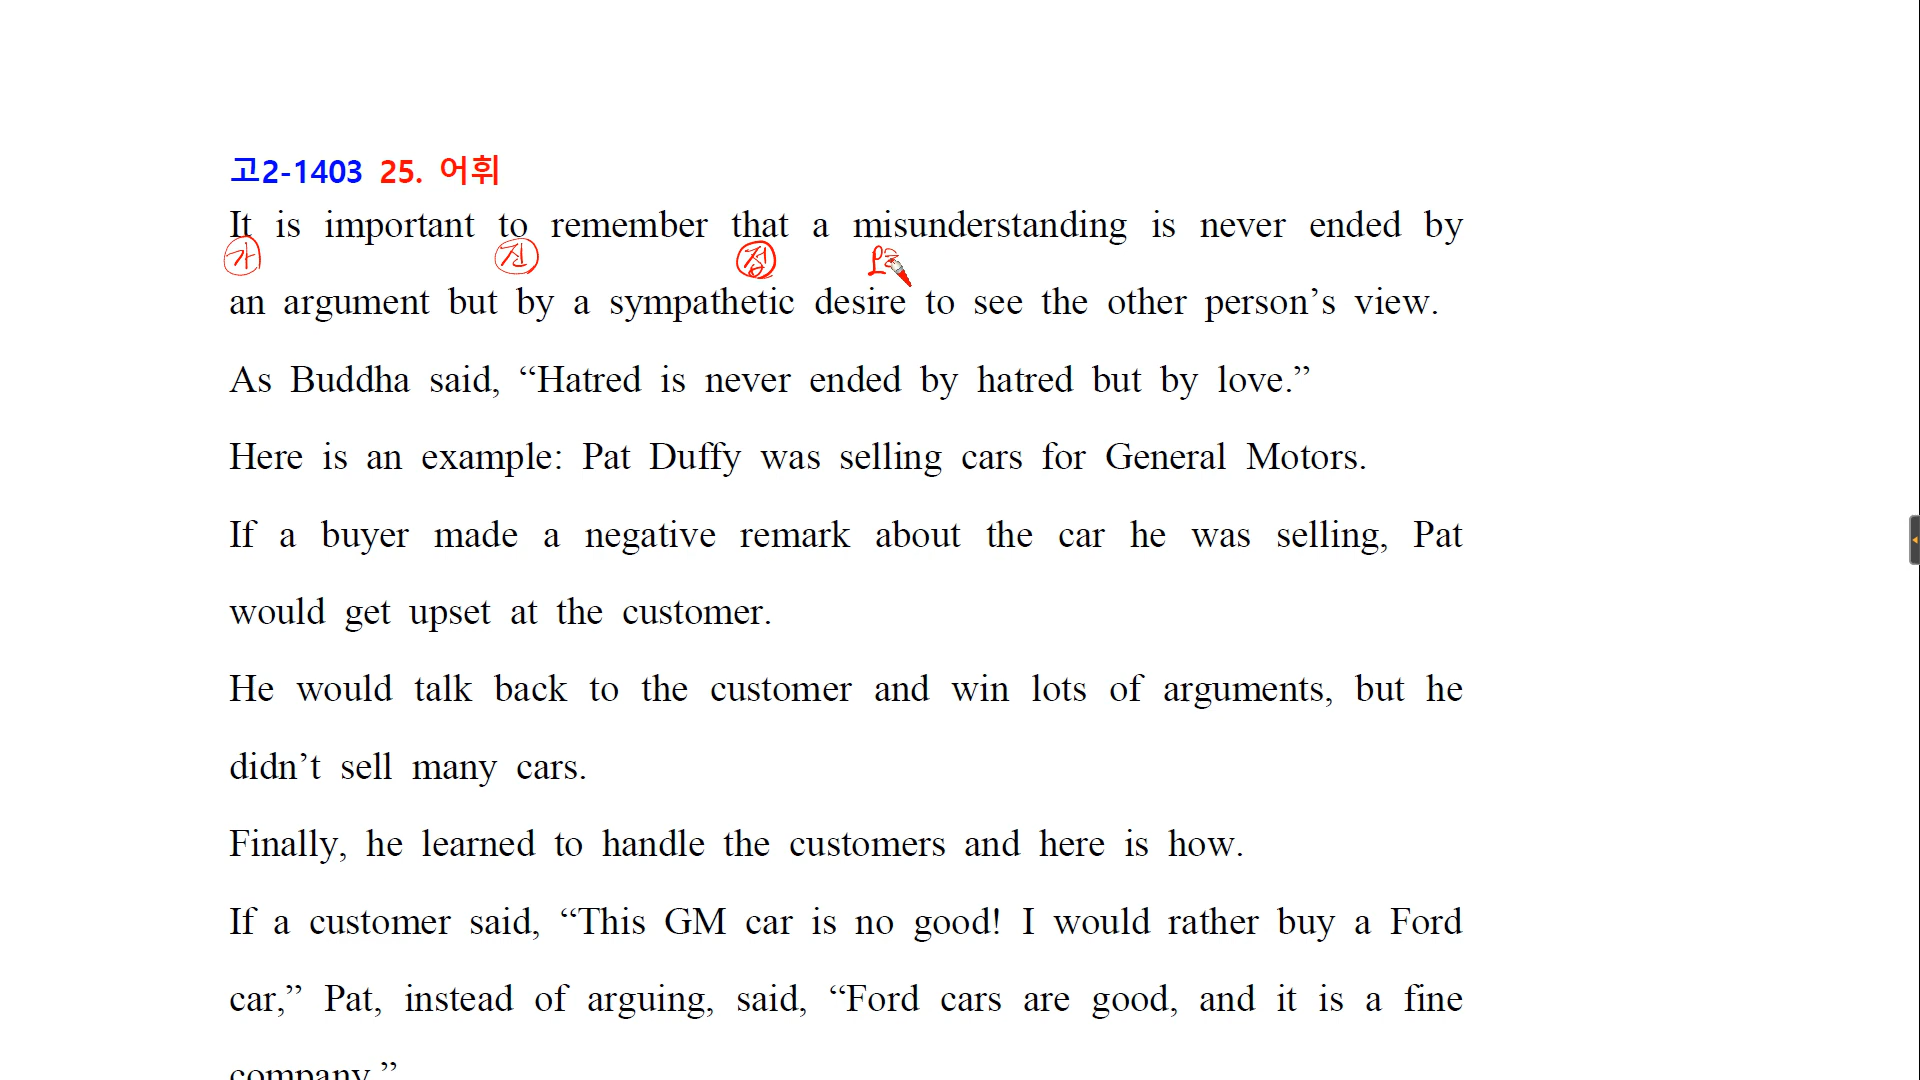 고2-1403 25. 어휘
It is important to remember that a misunderstanding is never ended by
가 진 접
an argument but by a sympathetic desire to see the other person’s view.
As Buddha said, “Hatred is never ended by hatred but by love.”
Here is an example: Pat Duffy was selling cars for General Motors.
If a buyer made a negative remark about the car he was selling, Pat
would get upset at the customer.
He would talk back to the customer and win lots of arguments, but he
didn’t sell many cars.
Finally, he learned to handle the customers and here is how.
If a customer said, “This GM car is no good! I would rather buy a Ford
car,” Pat, instead of arguing, said, “Ford cars are good, and it is a fine
company.”